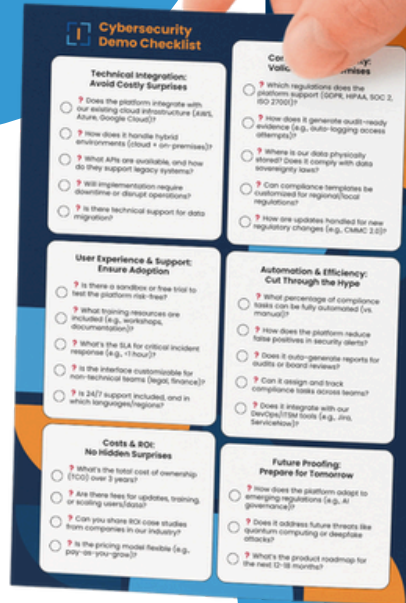 Cybersecurity
Demo Checklist
Technical Integration:
Avoid Costly Surprises
? Does the platform integrate with
our existing cloud infrastructure (AWS,
Azure, Google Cloud)?
? How does it handle hybrid
environments (cloud + on-premises)?
? What APIs are available, and how
do they support legacy systems?
? Will implementation require
downtime or disrupt operations?
? Is there technical support for data
migration?
? Which regulations does the
platform support (GDPR, HIPAA, SOC 2,
ISO 27001)?
? How does it generate audit-ready
evidence (e.g., auto-logging access
attempts)?
? Where is our data physically
stored? Does it comply with data
sovereignty laws?
? Can compliance templates be
customized for regional/local
regulations?
? How are updates handled for new
regulatory changes (e.g., CMMC 2.0)?
User Experience & Support:
Ensure Adoption
? Is there a sandbox or free trial to
test the platform risk-free?
? What training resources are
included (e.g., workshops,
documentation)?
? What's the SLA for critical incident
response (e.g., <1 hour)?
? Is the interface customizable for
non-technical teams (legal, finance)?
? Is 24/7 support included, and in
which languages/regions?
Automation & Efficiency:
Cut Through the Hype
? What percentage of compliance
tasks can be fully automated (vs.
manual)?
? How does the platform reduce
false positives in security alerts?
? Does it auto-generate reports for
audits or board reviews?
? Can it assign and track
compliance tasks across teams?
? Does it integrate with our
DevOps/ITSM tools (e.g., Jira,
ServiceNow)?
Costs & ROI:
No Hidden Surprises
? What's the total cost of ownership
(TCO) over 3 years?
? Are there fees for updates, training,
or scaling users/data?
? Can you share ROI case studies
from companies in our industry?
? Is the pricing model flexible (e.g.,
pay-as-you-grow)?
Future Proofing:
Prepare for Tomorrow
? How does the platform adapt to
emerging regulations (e.g., AI
governance)?
? Does it address future threats like
quantum computing or deepfake
attacks?
? What's the product roadmap for
the next 12-18 months?